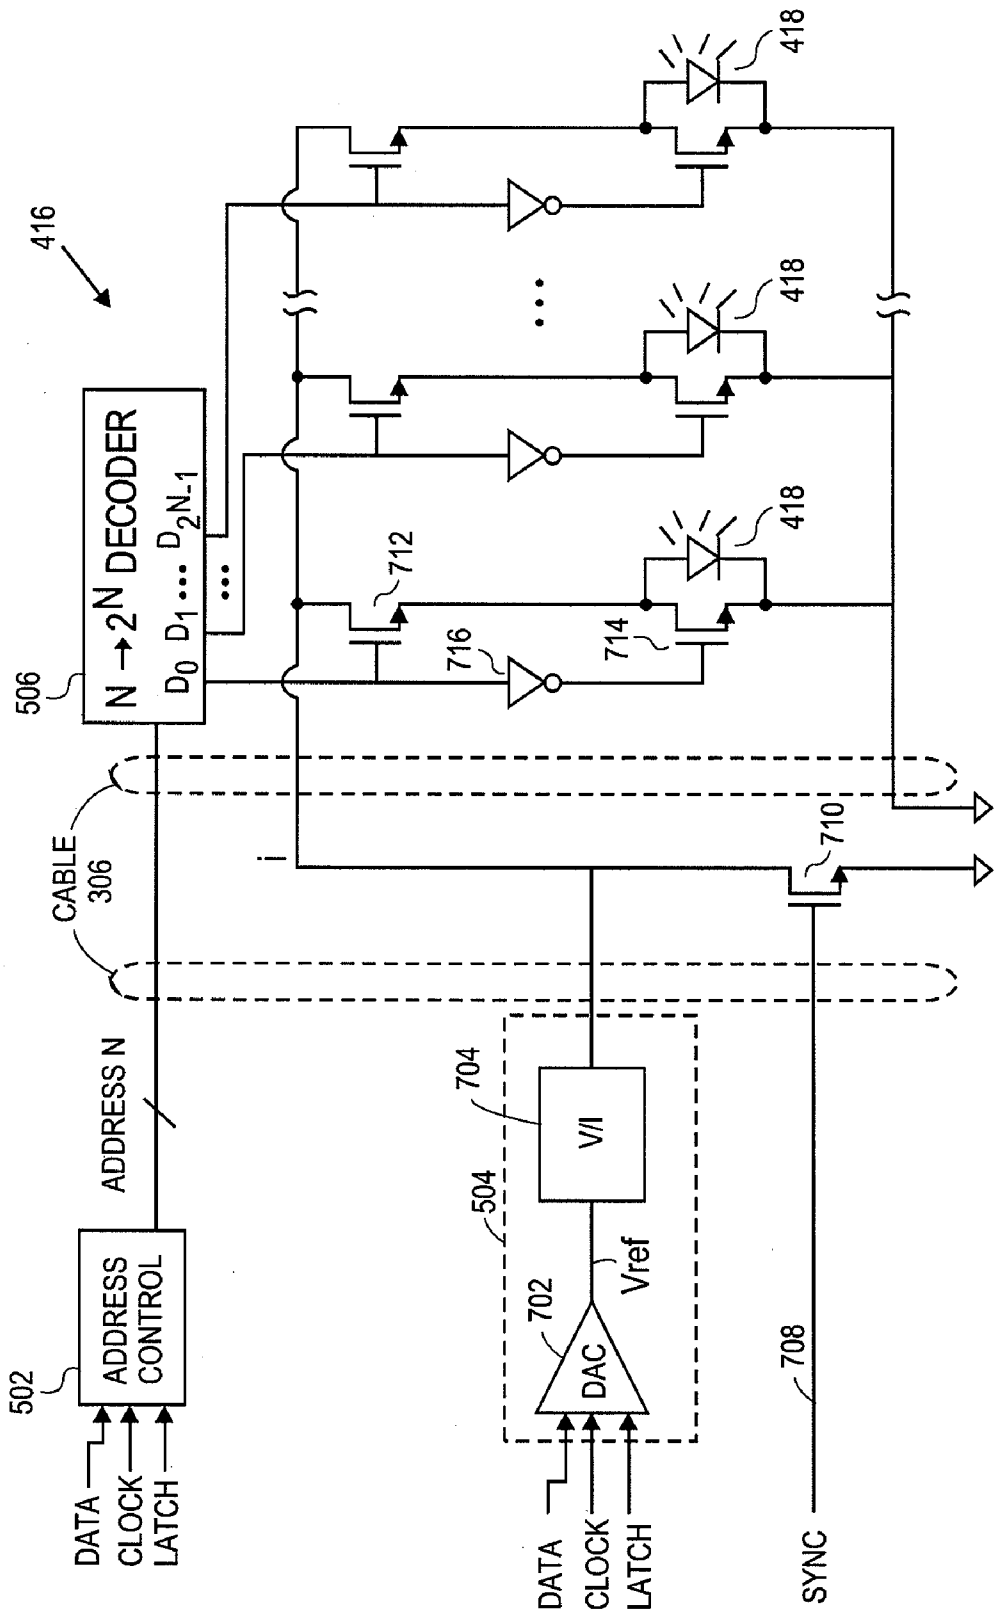 416
506
N → 2^N DECODER
D0 D1 ••• D2N-1
•••
CABLE
306
ADDRESS N
502
ADDRESS
CONTROL
DATA
CLOCK
LATCH
i
712
716
714
418
418
418
•••
504
704
V/I
702
DAC
Vref
DATA
CLOCK
LATCH
710
708
SYNC